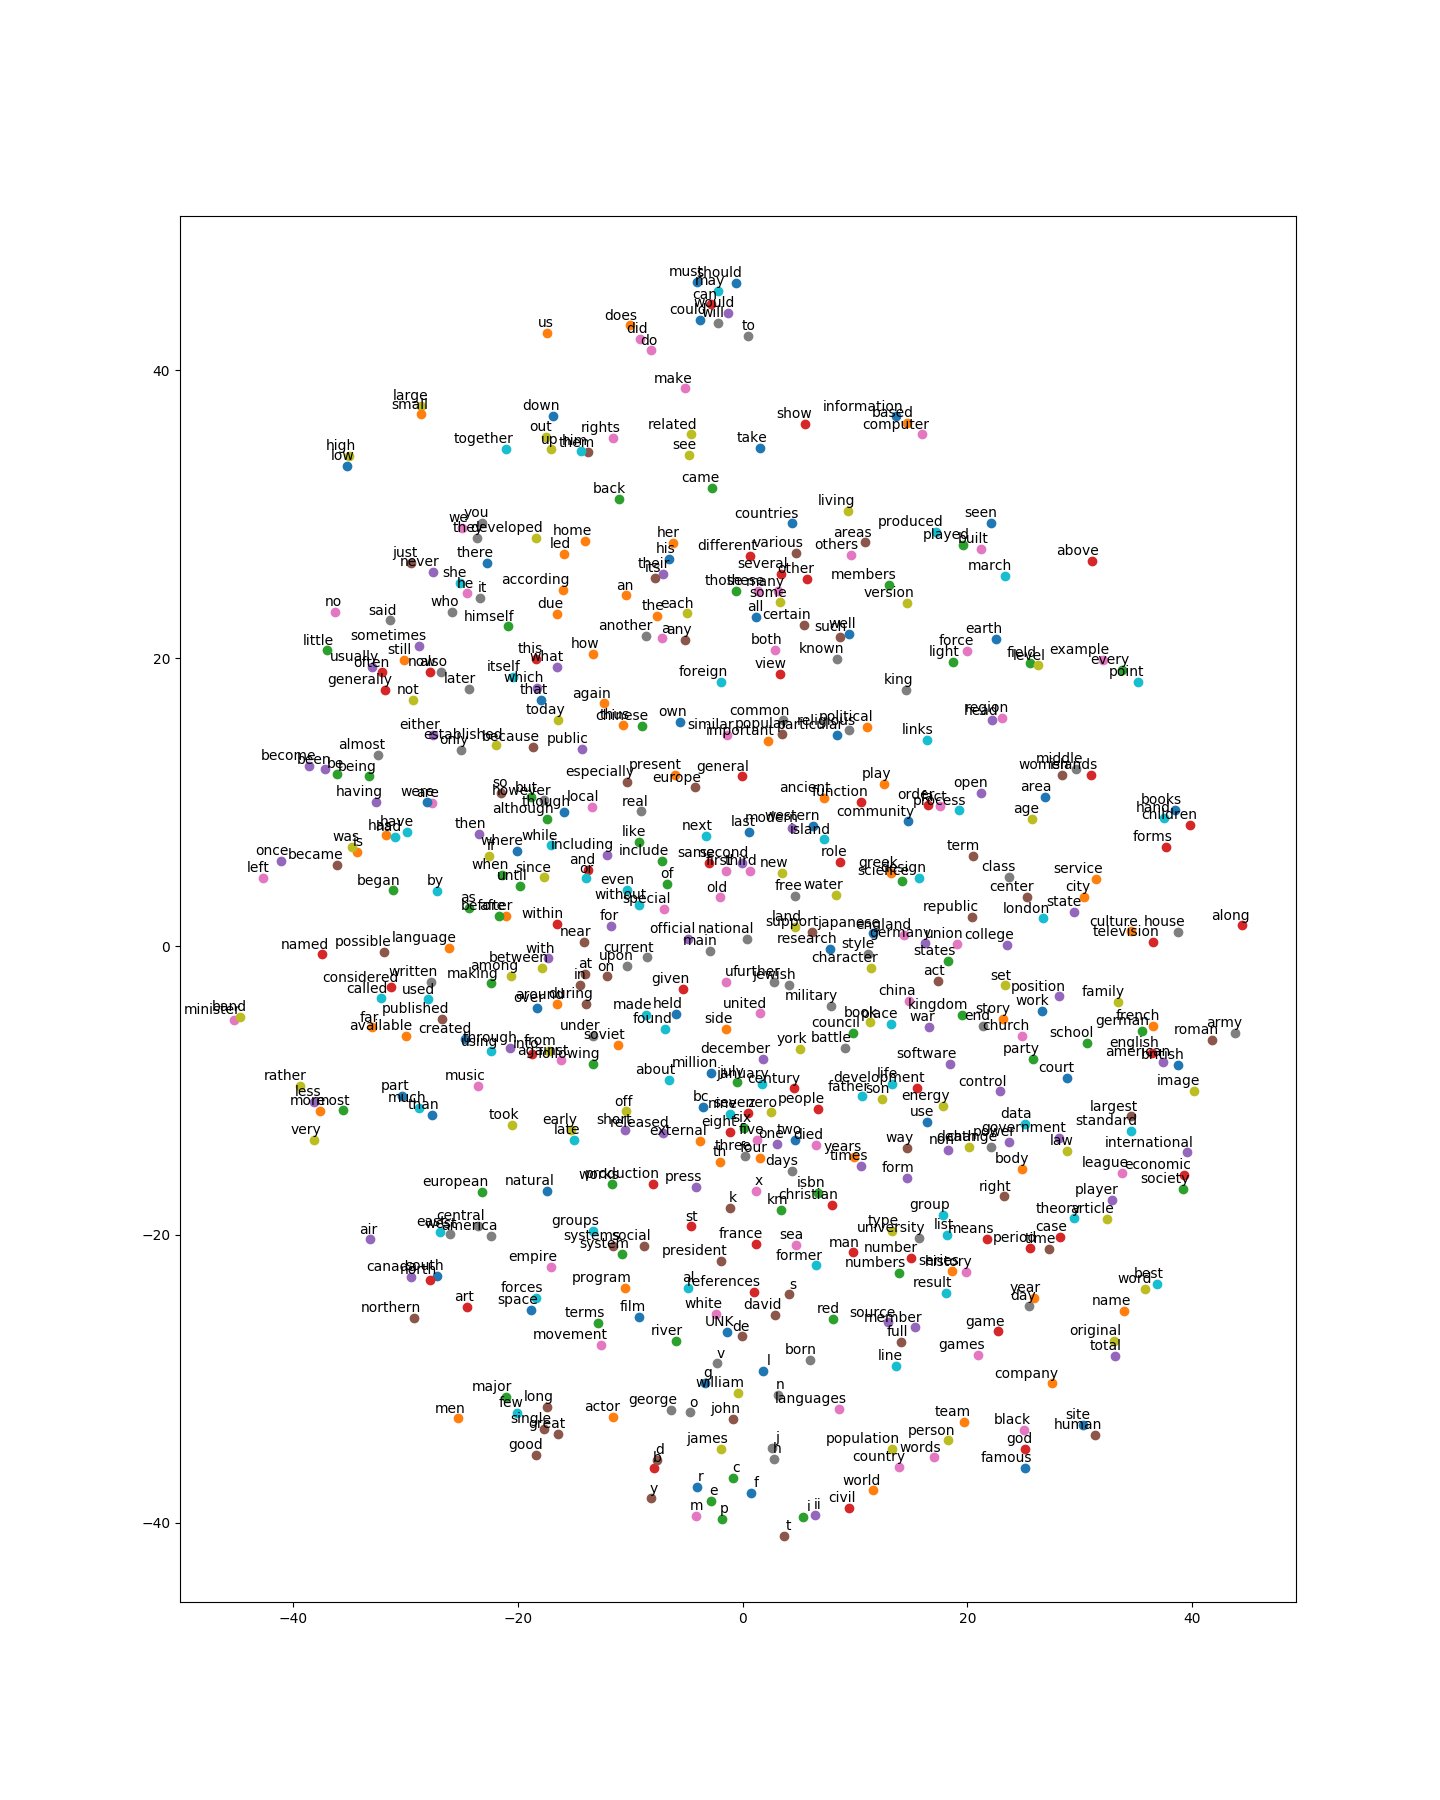 must
should
may
can
would
could
will
to
us
does
did
do
40
make
large
small
down
information
based
show
computer
out
rights
related
together
up
him
them
see
take
high
low
came
back
living
you
we
they
developed
countries
produced
seen
home
her
areas
played
built
led
his
different
various
others
just
never
there
their
its
several
other
above
she
he
it
according
an
those
these
many
members
march
no
said
who
himself
due
the
each
some
all
version
another
a
any
certain
such
well
earth
little
sometimes
usually
often
still
now
also
this
what
how
both
known
force
light
field
level
example
every
20
generally
later
itself
which
that
foreign
view
point
not
again
king
today
thus
chinese
own
common
similar
popular
important
religious
particular
political
region
head
either
established
only
because
public
links
almost
become
been
be
being
especially
present
europe
general
play
middle
women
islands
having
were
are
so
but
however
although
though
local
real
ancient
function
order
fact
process
open
area
books
hand
children
had
has
have
then
where
while
including
like
next
last
modern
western
island
community
age
forms
was
is
became
if
when
until
since
and
or
include
same
second
first
third
new
role
greek
science
design
term
once
left
began
by
even
without
special
of
old
free
water
class
center
service
city
as
before
after
within
for
land
support
japanese
england
republic
london
state
culture
television
house
along
0
named
possible
language
with
near
official
national
main
research
style
germany
union
college
considered
called
written
used
making
among
between
at
in
on
upon
current
given
u
further
jewish
character
states
act
set
minister
band
far
available
published
created
around
over
during
made
held
found
united
side
military
china
kingdom
position
work
family
through
using
into
from
against
under
soviet
following
council
book
place
battle
war
story
end
church
school
french
german
roman
army
december
york
party
english
american
british
rather
less
more
most
very
part
much
than
music
about
million
july
january
century
life
development
father
son
software
energy
control
court
image
took
off
early
late
short
released
external
bc
nine
seven
z
zero
eight
six
people
use
data
largest
standard
five
one
two
died
three
four
th
days
years
times
way
non
death
change
power
government
law
international
european
natural
works
production
press
x
isbn
christian
km
k
form
body
league
economic
society
right
player
theory
article
−20
air
east
west
central
america
groups
systems
system
social
st
france
sea
man
type
university
group
list
means
period
case
time
canada
south
north
empire
president
former
number
numbers
series
history
northern
art
forces
space
program
al
references
s
result
year
day
best
word
terms
film
white
david
red
source
member
full
name
movement
river
UNK
de
game
games
original
total
v
l
born
line
g
william
n
company
major
few
long
single
great
good
men
actor
george
o
john
languages
team
person
black
site
human
james
j
h
population
country
words
god
famous
d
b
y
r
c
e
f
m
p
i
ii
world
civil
−40
t
−40
−20
0
20
40